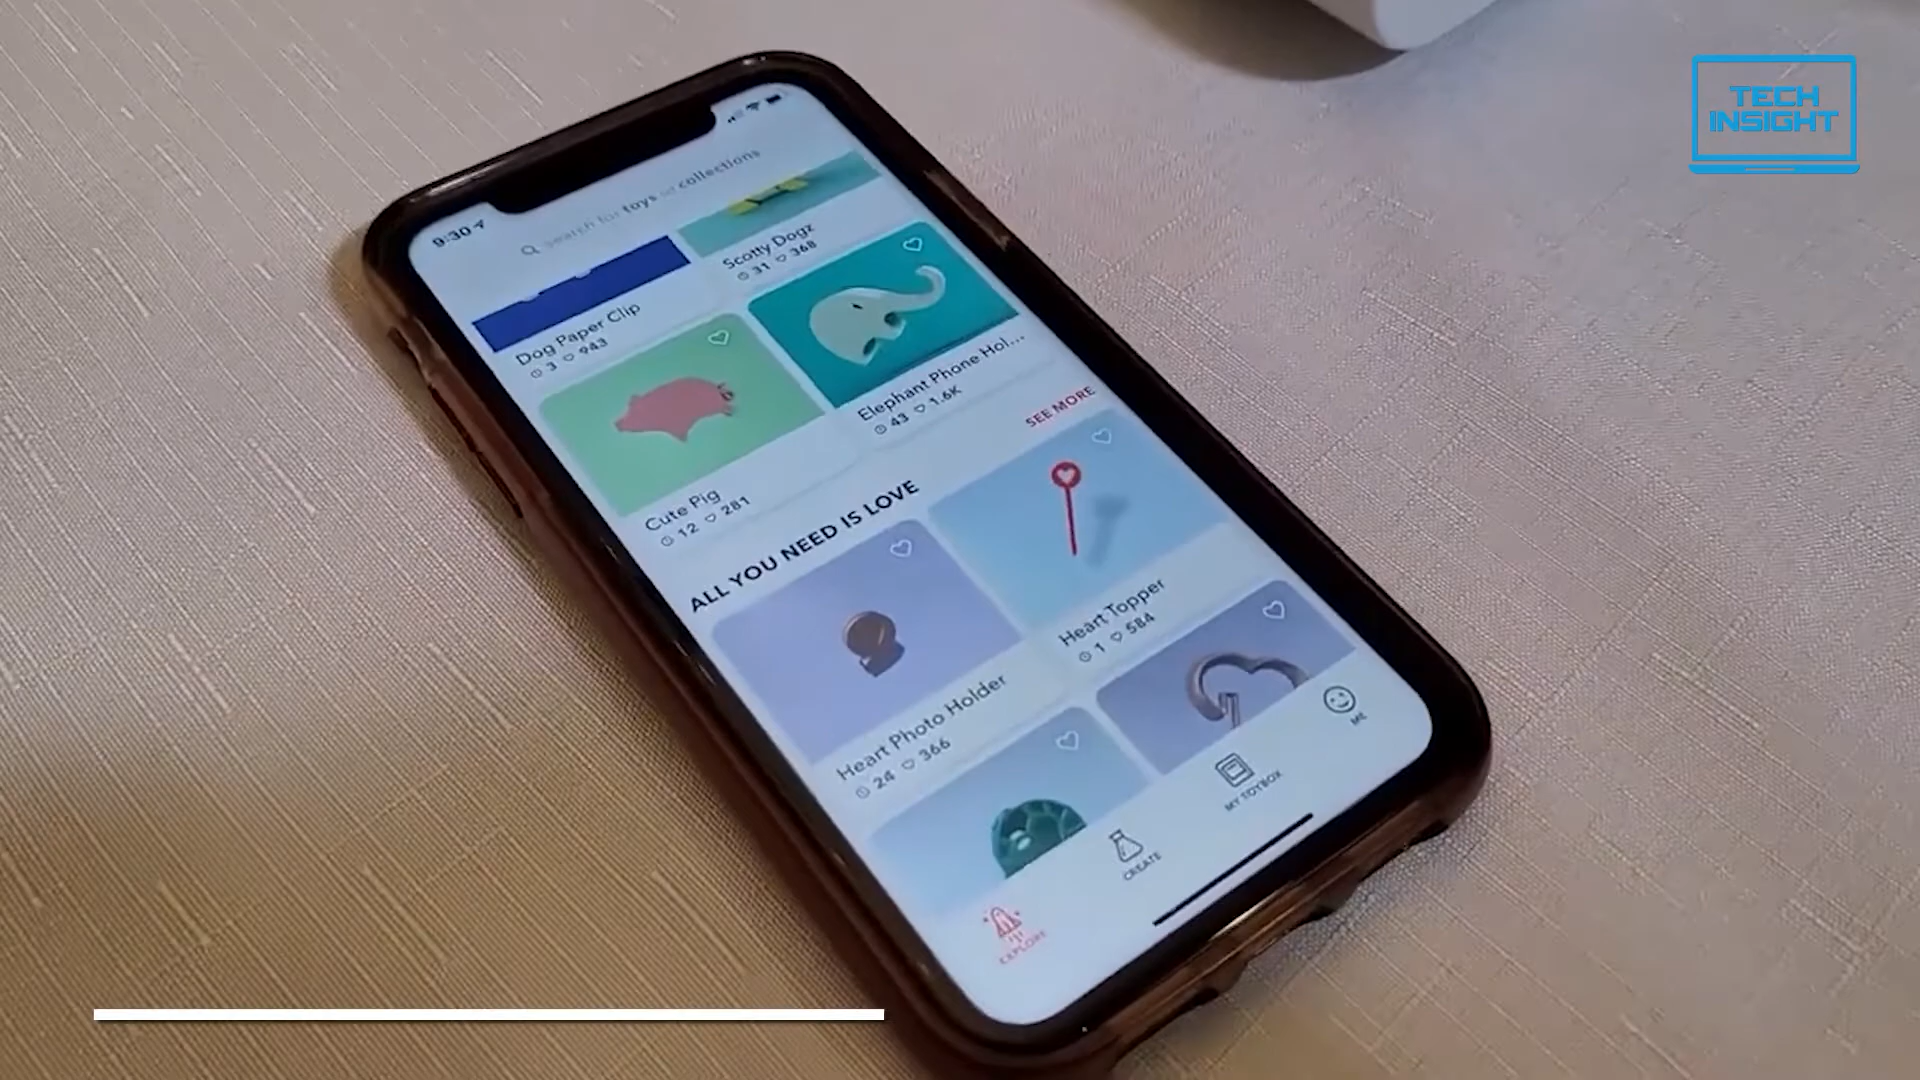 TECH
INSIGHT
9:30
Search for toys or collections
Scotty Dogz
31 368
Dog Paper Clip
3 943
Elephant Phone Hol...
43 1.6K
Cute Pig
12 281
SEE MORE
ALL YOU NEED IS LOVE
Heart Topper
1 584
Heart Photo Holder
24 366
ME
MY TOYBOX
CREATE
EXPLORE